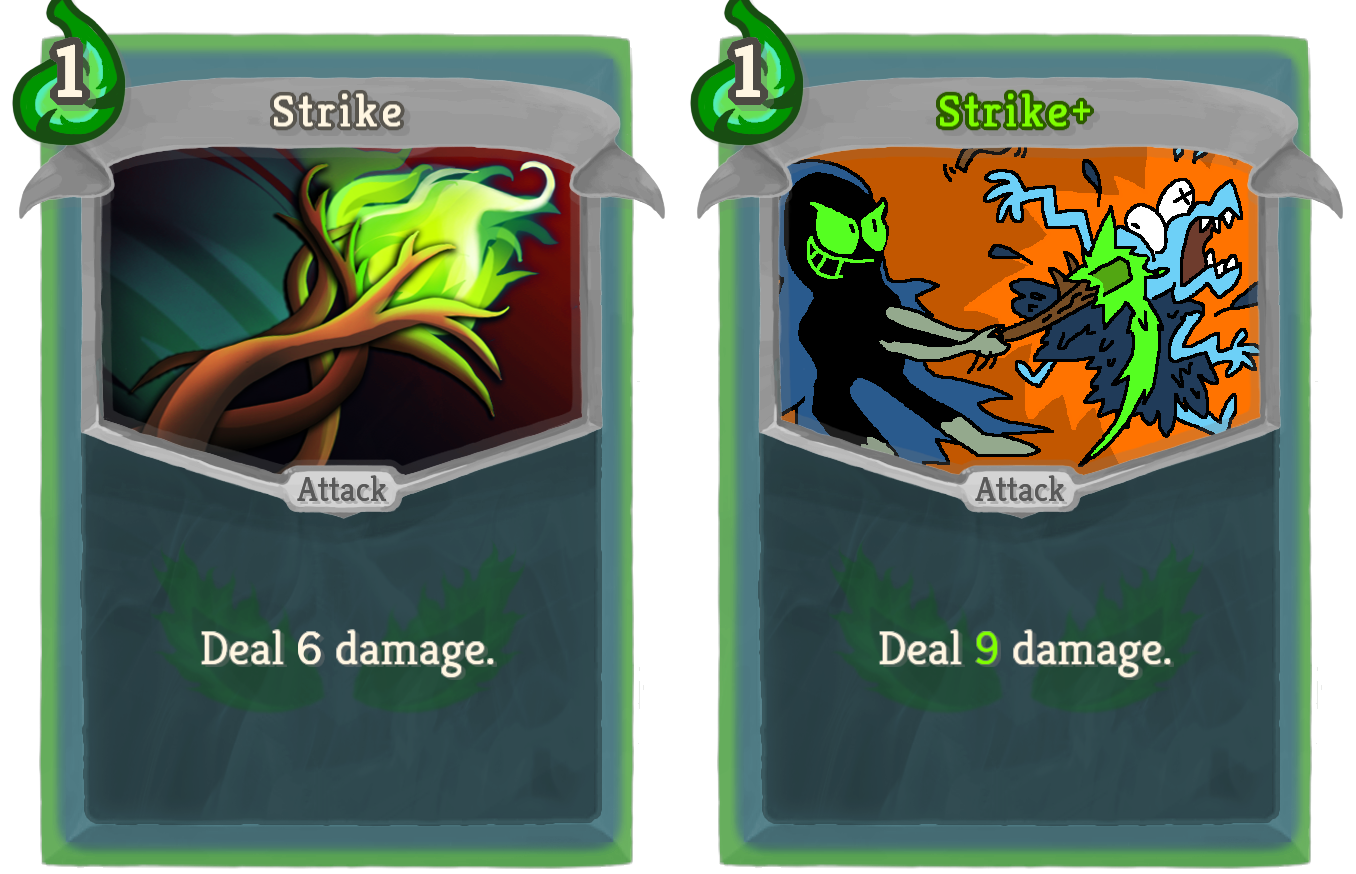 1
Strike
Attack
Deal 6 damage.
1
Strike+
Attack
Deal 9 damage.